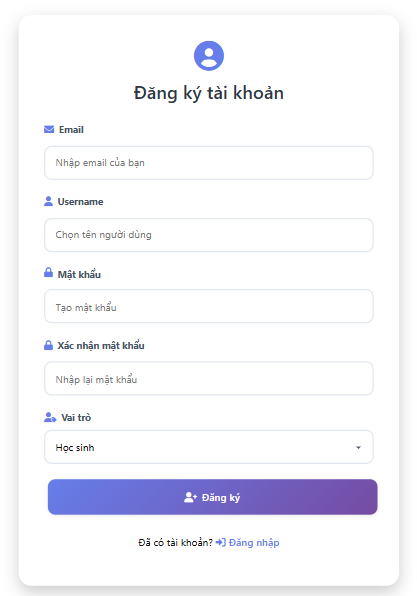 Đăng ký tài khoản
Email
Nhập email của bạn
Username
Chọn tên người dùng
Mật khẩu
Tạo mật khẩu
Xác nhận mật khẩu
Nhập lại mật khẩu
Vai trò
Học sinh
Đăng ký
Đã có tài khoản? Đăng nhập